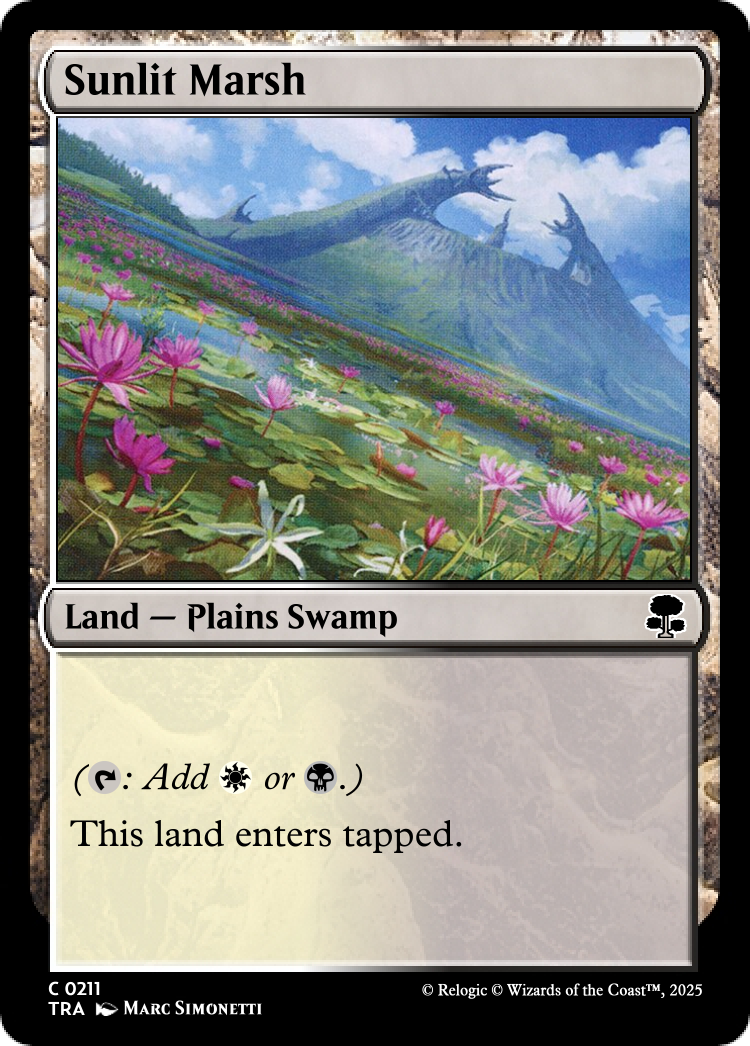 Sunlit Marsh
Land — Plains Swamp
(: Add or .)
This land enters tapped.
C 0211
© Relogic © Wizards of the Coast™, 2025
TRA Marc Simonetti